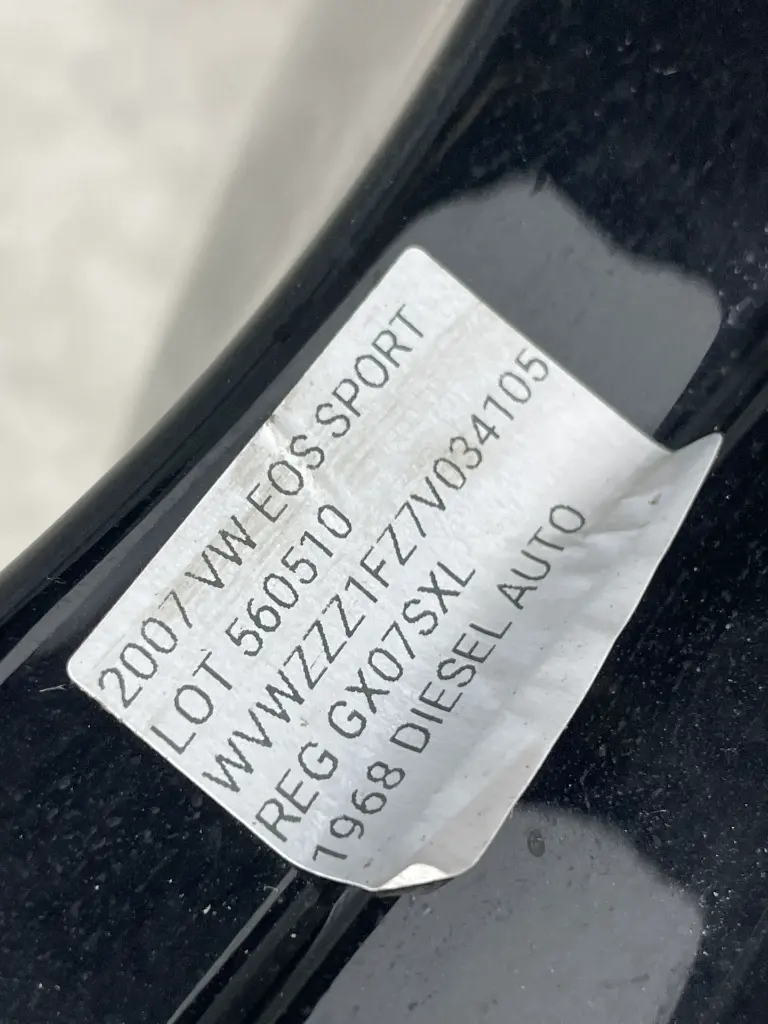 2007 VW EOS SPORT
LOT 560510
WVWZZZ1FZ7V034105
REG GX07SXL
1968 DIESEL AUTO